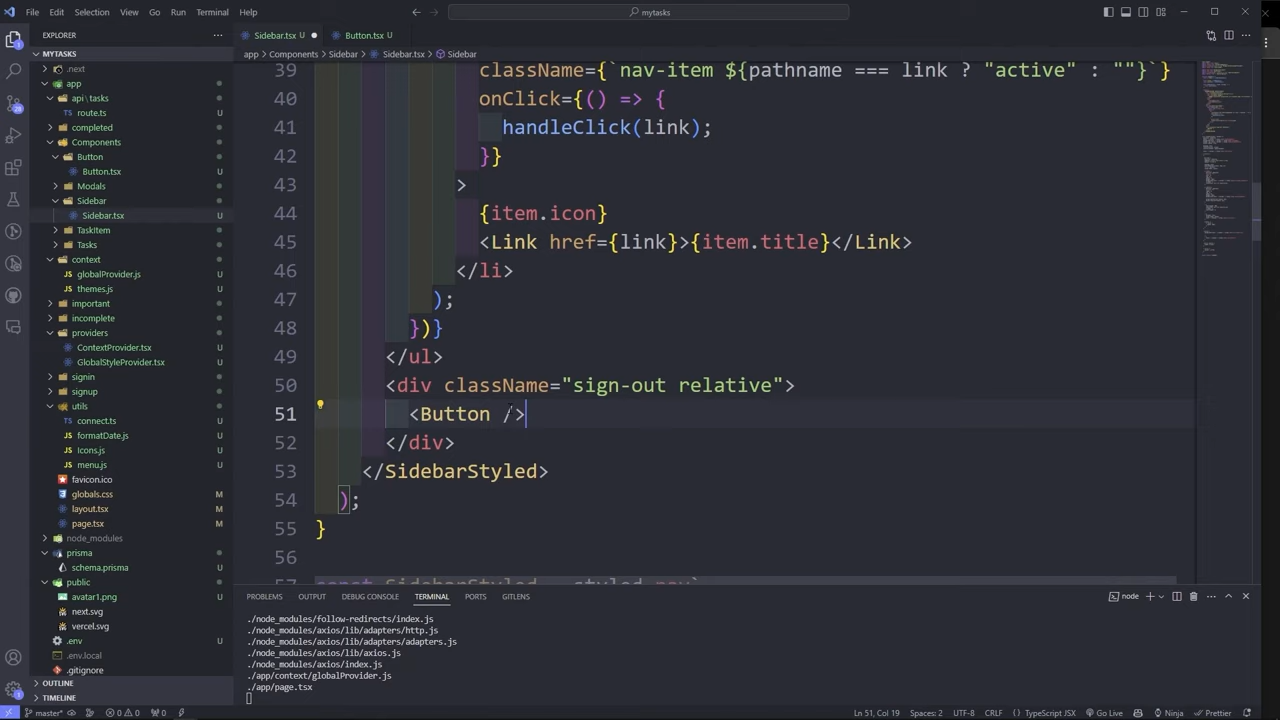 File Edit Selection View Go Run Terminal Help
mytasks
EXPLORER
Sidebar.tsx U
Button.tsx U
app > Components > Sidebar > Sidebar.tsx > Sidebar
MYTASKS
.next
app
api\tasks
route.ts U
completed
Components
Button
Button.tsx U
Modals
Sidebar
Sidebar.tsx U
TaskItem
Tasks
context
globalProvider.js U
themes.js U
important
incomplete
providers
ContextProvider.tsx U
GlobalStyleProvider.tsx U
signin
signup
utils
connect.ts U
formatDate.js U
Icons.js U
menu.js U
favicon.ico
globals.css M
layout.tsx M
page.tsx M
node_modules
prisma
schema.prisma U
public
avatar1.png U
next.svg
vercel.svg
.env U
.env.local
.gitignore
OUTLINE
TIMELINE
39 className={`nav-item ${pathname === link ? "active" : ""}`}
40 onClick={() => {
41 handleClick(link);
42 }}
43 >
44 {item.icon}
45 <Link href={link}>{item.title}</Link>
46 </li>
47 );
48 })}
49 </ul>
50 <div className="sign-out relative">
51 <Button />
52 </div>
53 </SidebarStyled>
54 );
55 }
56
57 const SidebarStyled = styled.nav`
PROBLEMS OUTPUT DEBUG CONSOLE TERMINAL PORTS GITLENS
node
./node_modules/follow-redirects/index.js
./node_modules/axios/lib/adapters/http.js
./node_modules/axios/lib/adapters/adapters.js
./node_modules/axios/lib/axios.js
./node_modules/axios/index.js
./app/context/globalProvider.js
./app/page.tsx
master* 0 0 0 Ln 51, Col 19 Spaces: 2 UTF-8 CRLF TypeScript JSX Go Live Ninja Prettier